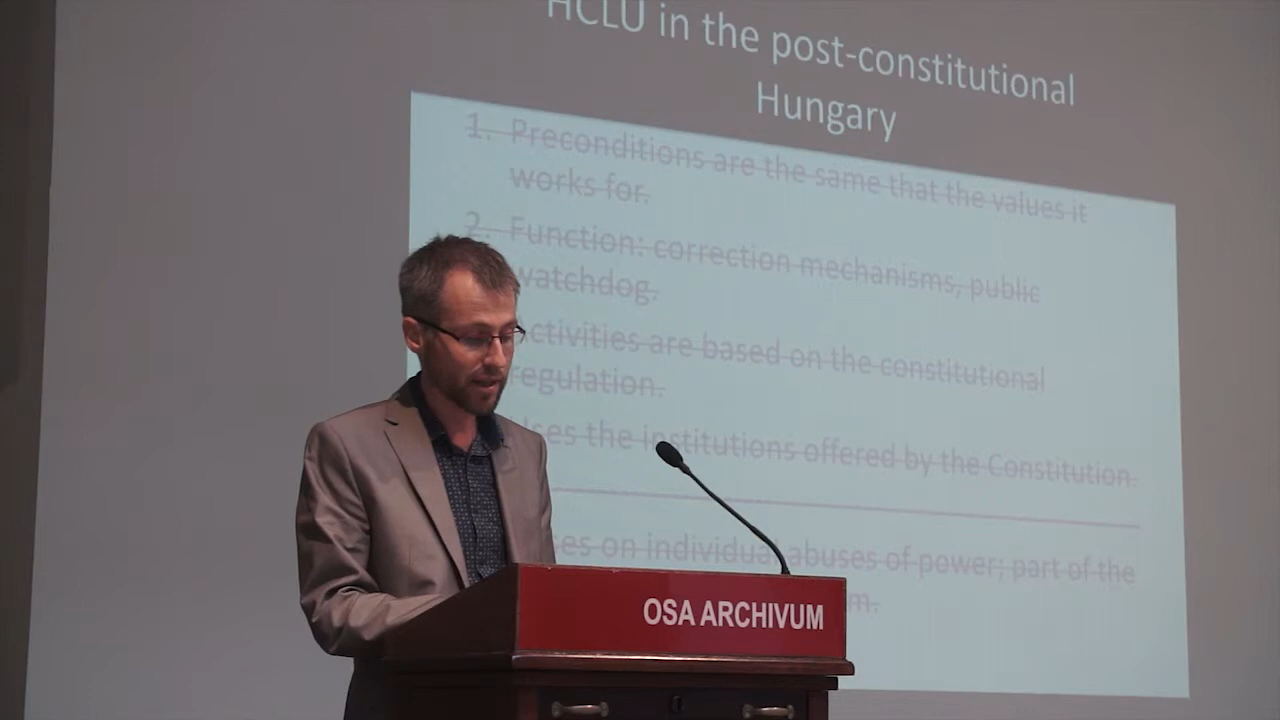 HCLU in the post-constitutional
Hungary
1. Preconditions are the same that the values it
works for.
2. Function: correction mechanisms, public
watchdog.
activities are based on the constitutional
regulation.
the institutions offered by the Constitution.
on individual abuses of power; part of the
OSA ARCHIVUM